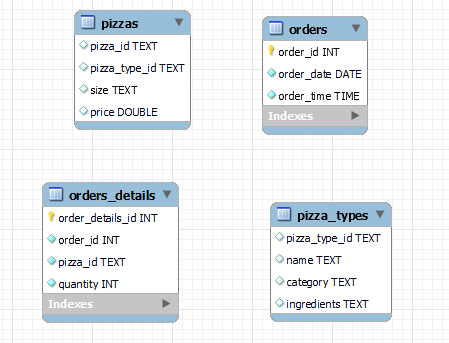 pizzas
pizza_id TEXT
pizza_type_id TEXT
size TEXT
price DOUBLE
orders
order_id INT
order_date DATE
order_time TIME
Indexes
orders_details
order_details_id INT
order_id INT
pizza_id TEXT
quantity INT
Indexes
pizza_types
pizza_type_id TEXT
name TEXT
category TEXT
ingredients TEXT